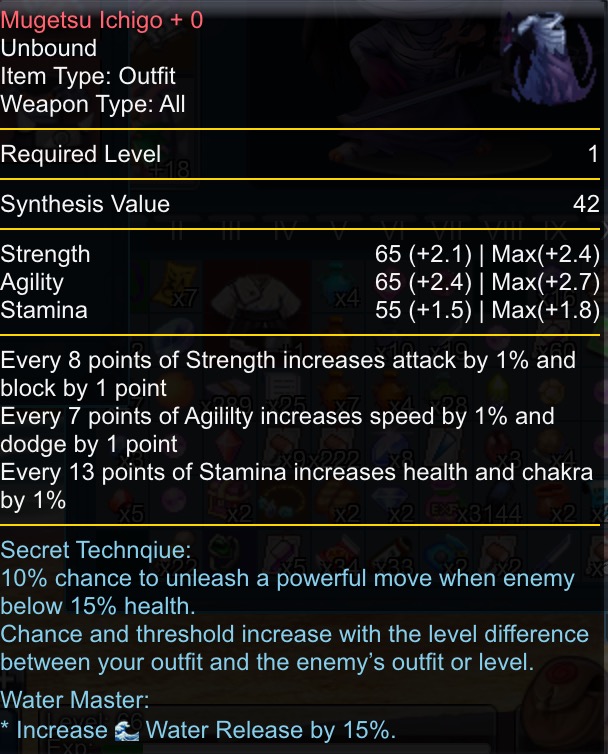 Mugetsu Ichigo + 0
Unbound
Item Type: Outfit
Weapon Type: All
Required Level 1
Synthesis Value 42
Strength 65 (+2.1) | Max(+2.4)
Agility 65 (+2.4) | Max(+2.7)
Stamina 55 (+1.5) | Max(+1.8)
Every 8 points of Strength increases attack by 1% and
block by 1 point
Every 7 points of Agililty increases speed by 1% and
dodge by 1 point
Every 13 points of Stamina increases health and chakra
by 1%
Secret Technqiue:
10% chance to unleash a powerful move when enemy
below 15% health.
Chance and threshold increase with the level difference
between your outfit and the enemy's outfit or level.
Water Master:
* Increase Water Release by 15%.